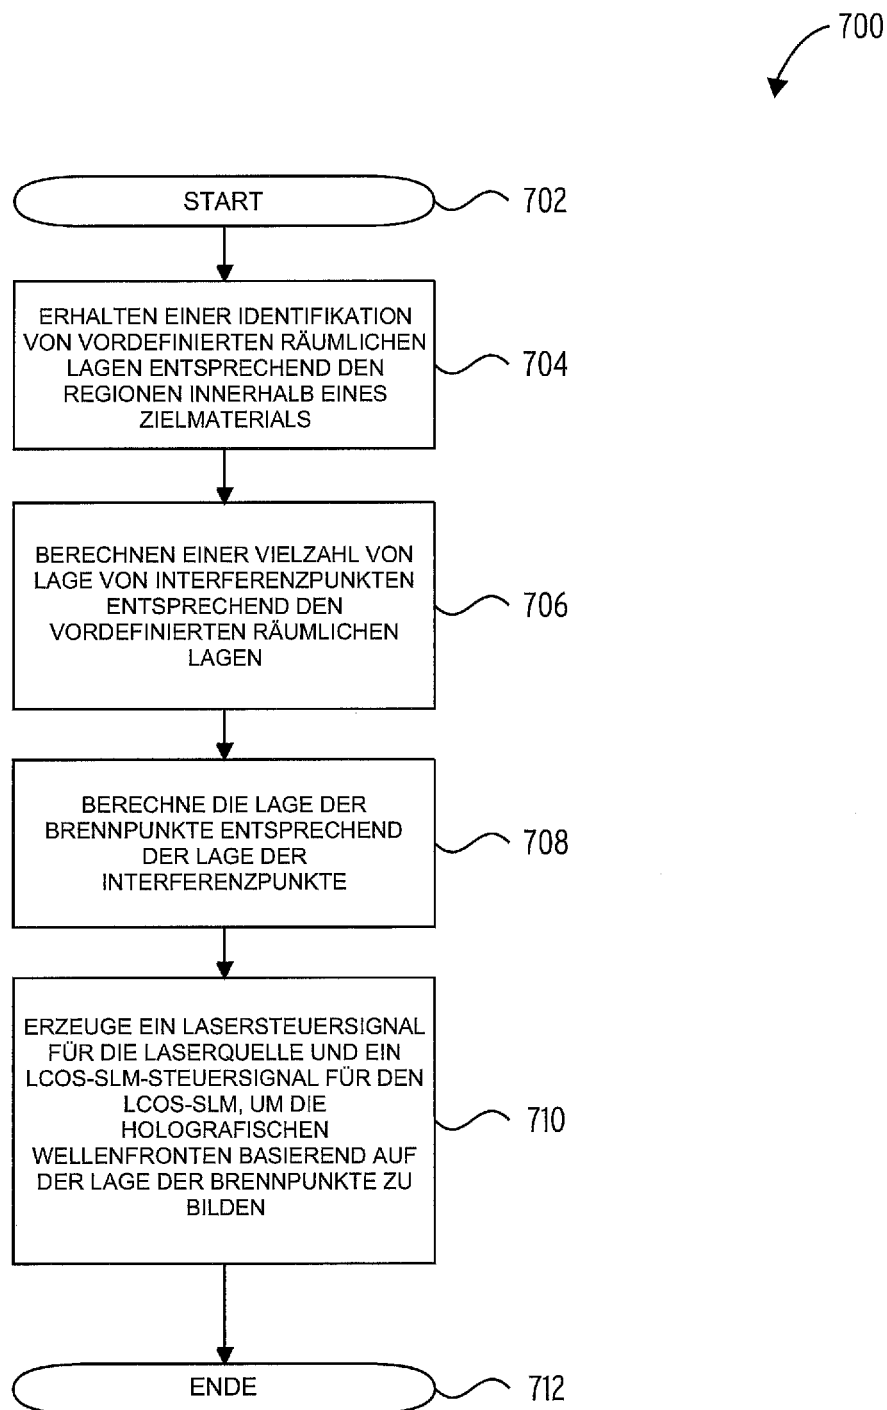 700
START
702
ERHALTEN EINER IDENTIFIKATION
VON VORDEFINIERTEN RÄUMLICHEN
LAGEN ENTSPRECHEND DEN
REGIONEN INNERHALB EINES
ZIELMATERIALS
704
BERECHNEN EINER VIELZAHL VON
LAGE VON INTERFERENZPUNKTEN
ENTSPRECHEND DEN
VORDEFINIERTEN RÄUMLICHEN
LAGEN
706
BERECHNE DIE LAGE DER
BRENNPUNKTE ENTSPRECHEND
DER LAGE DER
INTERFERENZPUNKTE
708
ERZEUGE EIN LASERSTEUERSIGNAL
FÜR DIE LASERQUELLE UND EIN
LCOS-SLM-STEUERSIGNAL FÜR DEN
LCOS-SLM, UM DIE
HOLOGRAFISCHEN
WELLENFRONTEN BASIEREND AUF
DER LAGE DER BRENNPUNKTE ZU
BILDEN
710
ENDE
712